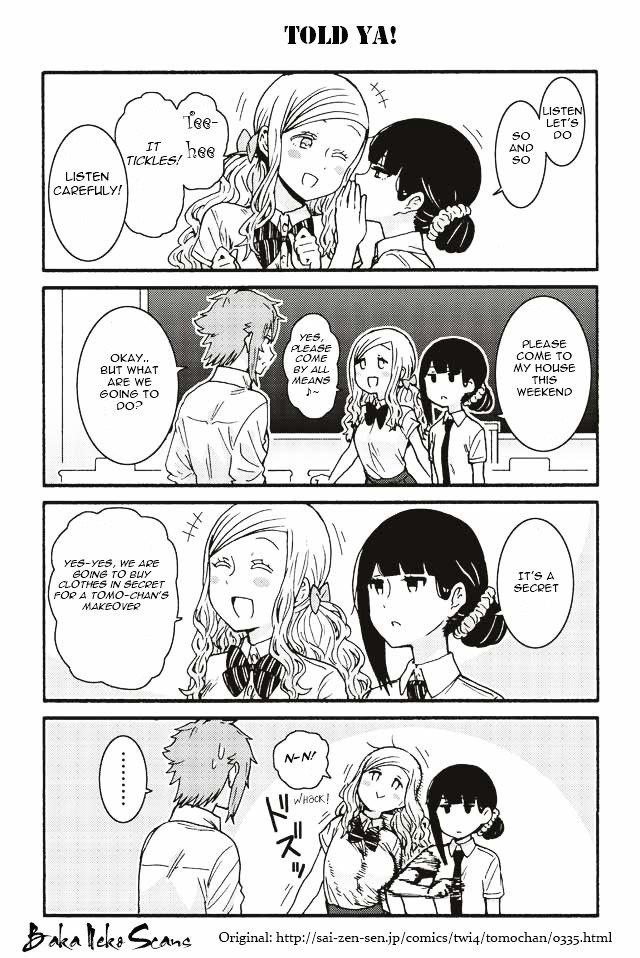 TOLD YA!
LISTEN
LET'S
DO
SO
AND
SO
Tee-
hee
IT
TICKLES!
LISTEN
CAREFULY!
PLEASE
COME TO
MY HOUSE
THIS
WEEKEND
YES,
PLEASE
COME
BY ALL
MEANS
♪~
OKAY..
BUT WHAT
ARE WE
GOING TO
DO?
IT'S A
SECRET
YES-YES, WE ARE
GOING TO BUY
CLOTHES IN SECRET
FOR A TOMO-CHAN'S
MAKEOVER
N-N!
WHACK!
ドズッ
........
Baka Neko Scans
Original: http://sai-zen-sen.jp/comics/twi4/tomochan/0335.html